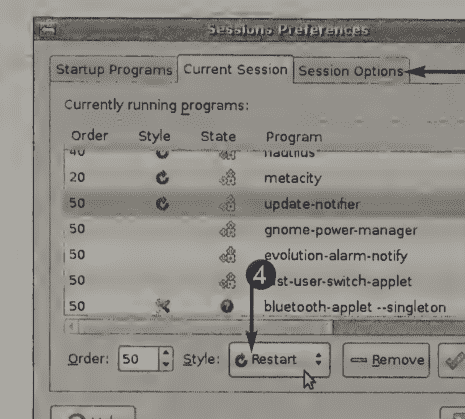 Sessions Preferences
Startup Programs Current Session Session Options
Currently running programs:
Order Style State Program
40 nautilus
20 metacity
50 update-notifier
50 gnome-power-manager
50 evolution-alarm-notify
50 st-user-switch-applet
50 bluetooth-applet --singleton
4
Order: 50 Style: Restart Remove